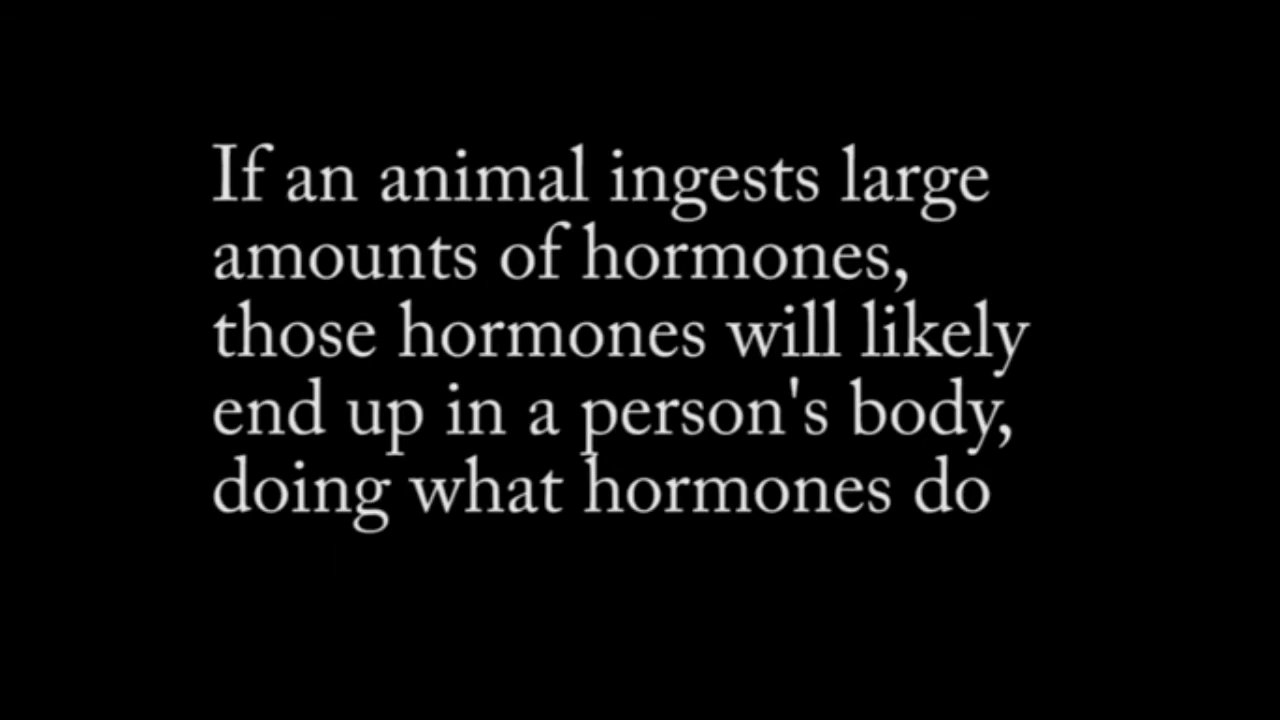 If an animal ingests large
amounts of hormones,
those hormones will likely
end up in a person's body,
doing what hormones do